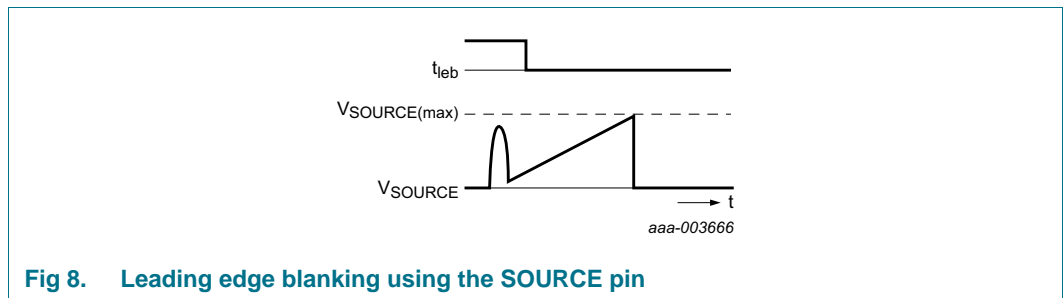 tleb
VSOURCE(max)
VSOURCE
t
aaa-003666
Fig 8. Leading edge blanking using the SOURCE pin